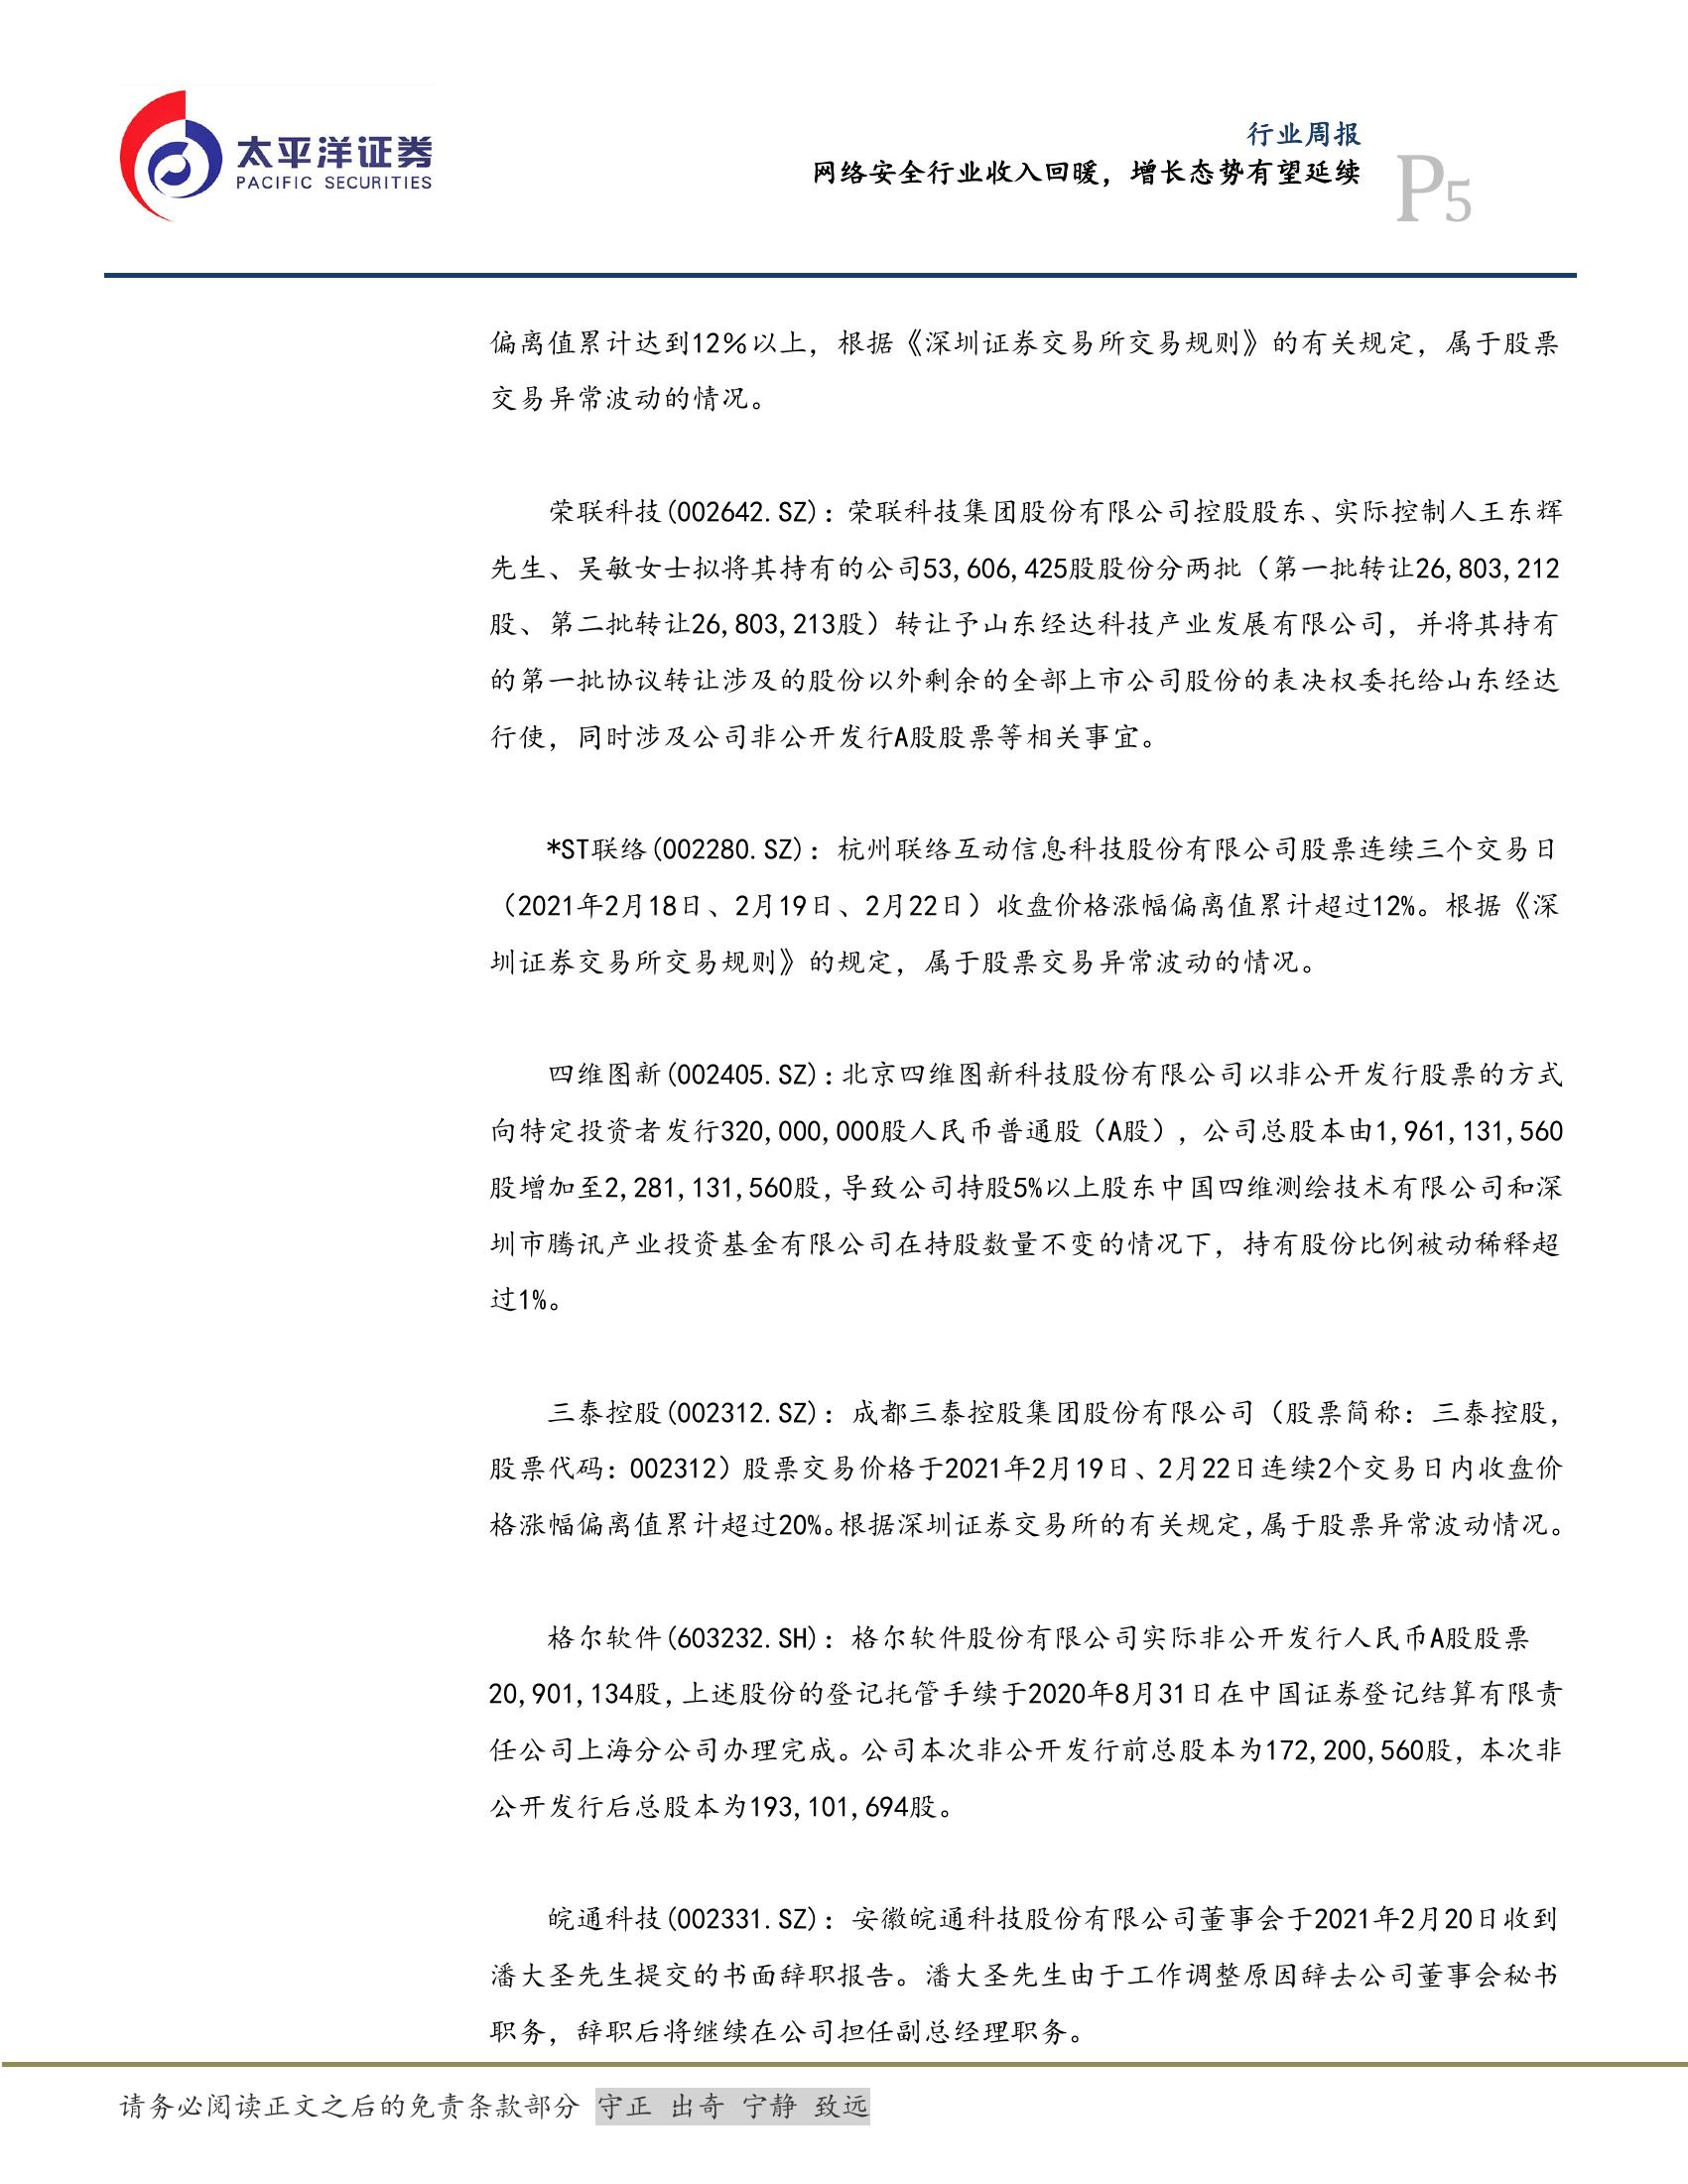 太平洋证券
PACIFIC SECURITIES
行业周报
网络安全行业收入回暖，增长态势有望延续
P5
偏离值累计达到12%以上，根据《深圳证券交易所交易规则》的有关规定，属于股票
交易异常波动的情况。
荣联科技(002642.SZ)：荣联科技集团股份有限公司控股股东、实际控制人王东辉
先生、吴敏女士拟将其持有的公司53,606,425股股份分两批（第一批转让26,803,212
股、第二批转让26,803,213股）转让予山东经达科技产业发展有限公司，并将其持有
的第一批协议转让涉及的股份以外剩余的全部上市公司股份的表决权委托给山东经达
行使，同时涉及公司非公开发行A股股票等相关事宜。
*ST联络(002280.SZ)：杭州联络互动信息科技股份有限公司股票连续三个交易日
（2021年2月18日、2月19日、2月22日）收盘价格涨幅偏离值累计超过12%。根据《深
圳证券交易所交易规则》的规定，属于股票交易异常波动的情况。
四维图新(002405.SZ)：北京四维图新科技股份有限公司以非公开发行股票的方式
向特定投资者发行320,000,000股人民币普通股（A股），公司总股本由1,961,131,560
股增加至2,281,131,560股，导致公司持股5%以上股东中国四维测绘技术有限公司和深
圳市腾讯产业投资基金有限公司在持股数量不变的情况下，持有股份比例被动稀释超
过1%。
三泰控股(002312.SZ)：成都三泰控股集团股份有限公司（股票简称：三泰控股，
股票代码：002312）股票交易价格于2021年2月19日、2月22日连续2个交易日内收盘价
格涨幅偏离值累计超过20%。根据深圳证券交易所的有关规定，属于股票异常波动情况。
格尔软件(603232.SH)：格尔软件股份有限公司实际非公开发行人民币A股股票
20,901,134股，上述股份的登记托管手续于2020年8月31日在中国证券登记结算有限责
任公司上海分公司办理完成。公司本次非公开发行前总股本为172,200,560股，本次非
公开发行后总股本为193,101,694股。
皖通科技(002331.SZ)：安徽皖通科技股份有限公司董事会于2021年2月20日收到
潘大圣先生提交的书面辞职报告。潘大圣先生由于工作调整原因辞去公司董事会秘书
职务，辞职后将继续在公司担任副总经理职务。
请务必阅读正文之后的免责条款部分 守正 出奇 宁静 致远